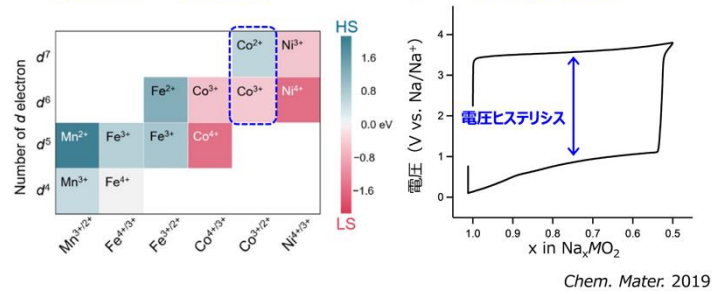 HS
Number of d electron
d⁷
d⁶
d⁵
d⁴
Co²⁺ Ni³⁺
Fe²⁺ Co³⁺ Co³⁺ Ni⁴⁺
Mn²⁺ Fe³⁺ Fe³⁺ Co⁴⁺
Mn³⁺ Fe⁴⁺
Mn³⁺/²⁺ Fe⁴⁺/³⁺ Fe³⁺/²⁺ Co⁴⁺/³⁺ Co³⁺/²⁺ Ni⁴⁺/³⁺
1.6
0.8
0.0 eV
−0.8
−1.6
LS
電圧（V vs. Na/Na⁺）
4
3
2
1
0
電圧ヒステリシス
1.0 0.9 0.8 0.7 0.6 0.5
x in NaₓMO₂
Chem. Mater. 2019